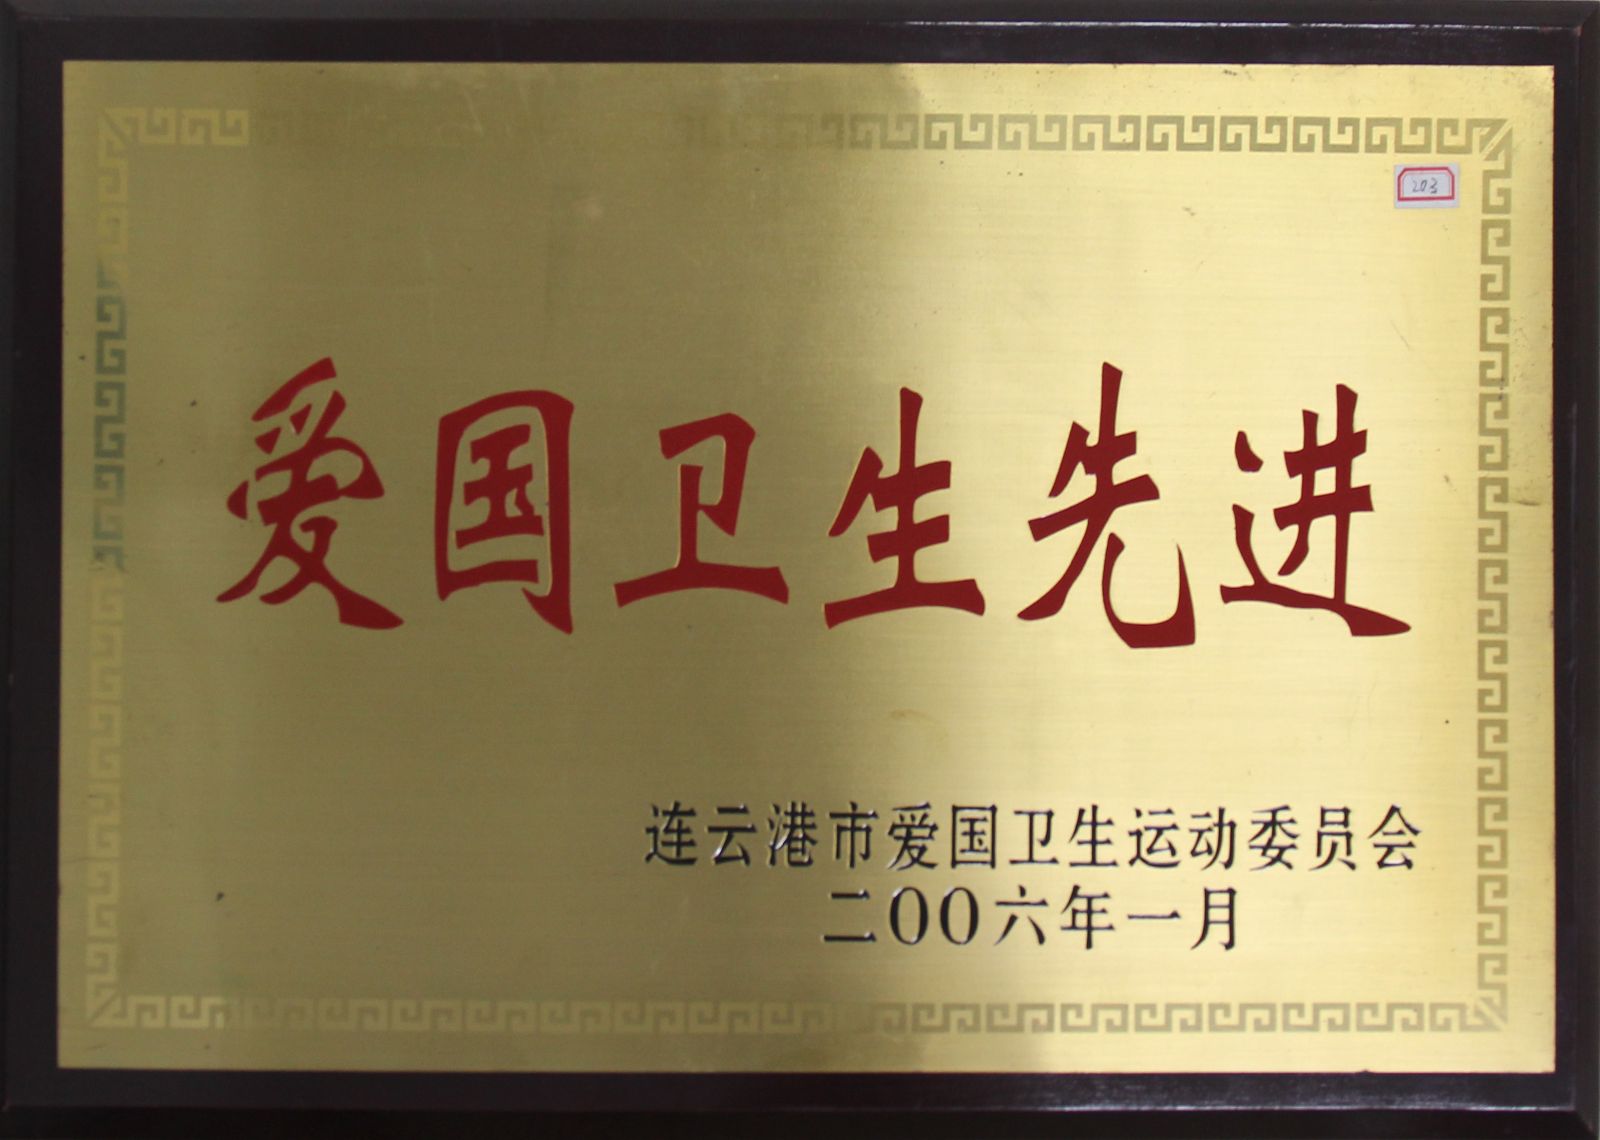 203
爱国卫生先进
连云港市爱国卫生运动委员会
二00六年一月